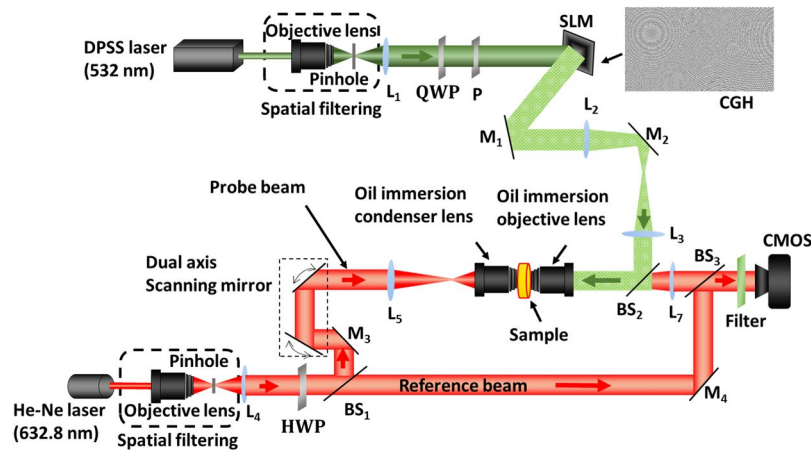 DPSS laser
(532 nm)
Objective lens
Pinhole
Spatial filtering
L1
QWP
P
SLM
CGH
M1
L2
M2
L3
Probe beam
Oil immersion
condenser lens
Oil immersion
objective lens
Dual axis
Scanning mirror
L5
Sample
BS2
L7
BS3
CMOS
Filter
M3
He-Ne laser
(632.8 nm)
Pinhole
Objective lens
Spatial filtering
L4
HWP
BS1
Reference beam
M4